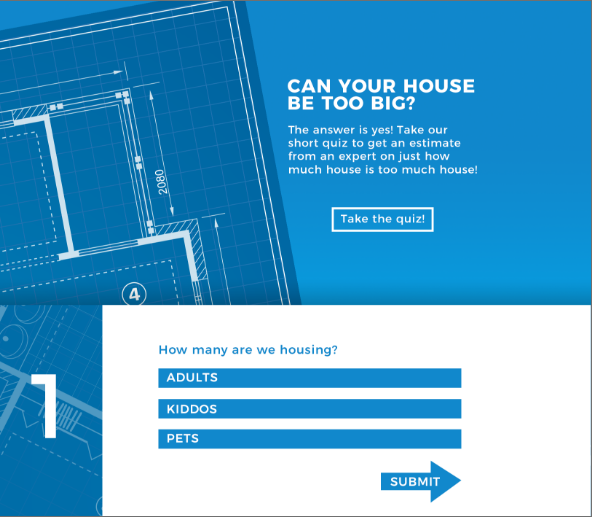 CAN YOUR HOUSE
BE TOO BIG?
The answer is yes! Take our
short quiz to get an estimate
from an expert on just how
much house is too much house!
Take the quiz!
2080
4
1
How many are we housing?
ADULTS
KIDDOS
PETS
SUBMIT